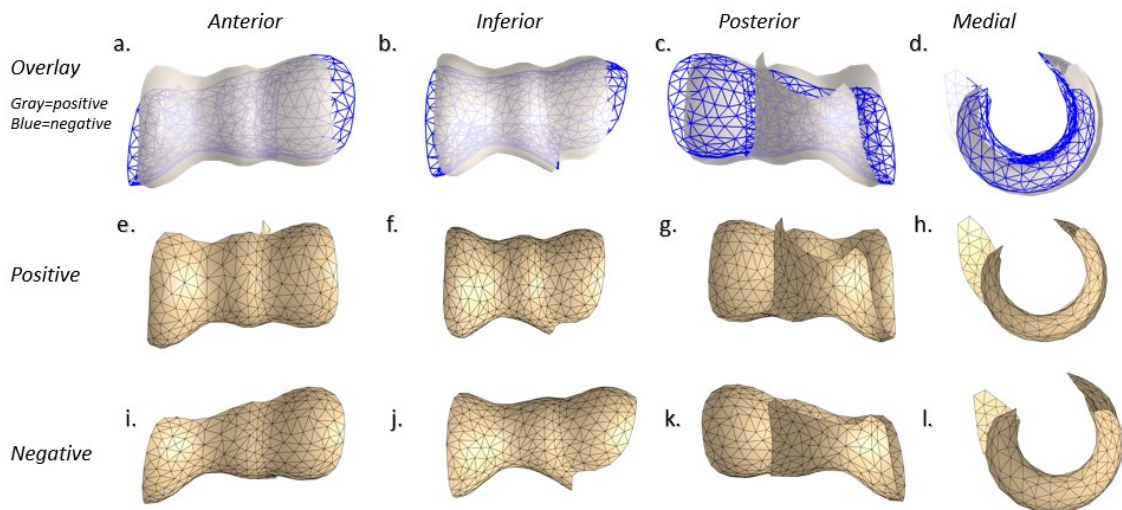 Anterior
Inferior
Posterior
Medial
a.
b.
c.
d.
Overlay
Gray=positive
Blue=negative
e.
f.
g.
h.
Positive
i.
j.
k.
l.
Negative